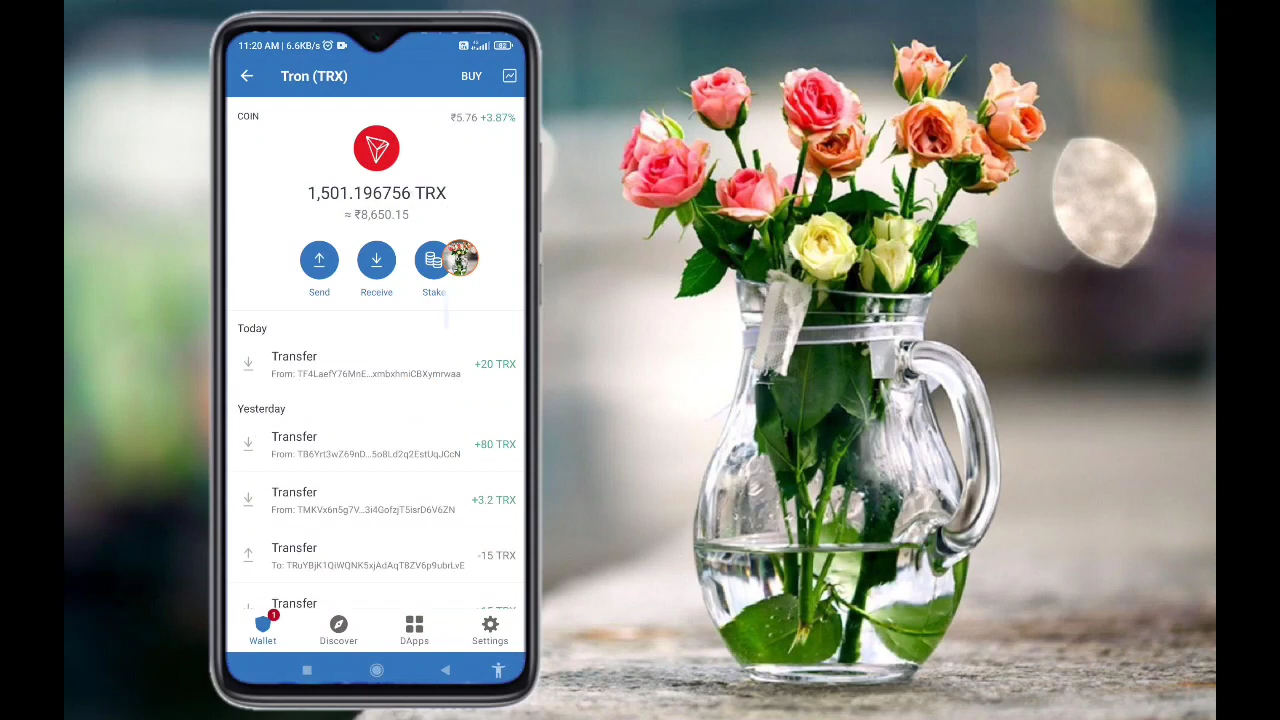 11:20 AM | 6.6KB/s
Tron (TRX)
BUY
COIN
₹5.76 +3.87%
1,501.196756 TRX
≈ ₹8,650.15
Send
Receive
Stake
Today
Transfer
+20 TRX
From: TF4LaefY76MnE...xmbxhmiCBXymrwaa
Yesterday
Transfer
+80 TRX
From: TB6Yrt3wZ69nD...5o8Ld2q2EstUqJCcN
Transfer
+3.2 TRX
From: TMKVx6n5g7V...3i4GofzjT5isrD6V6ZN
Transfer
-15 TRX
To: TRuYBjK1QiWQNK5xjAdAqT8ZV6p9ubrLvE
Transfer
1
Wallet
Discover
DApps
Settings